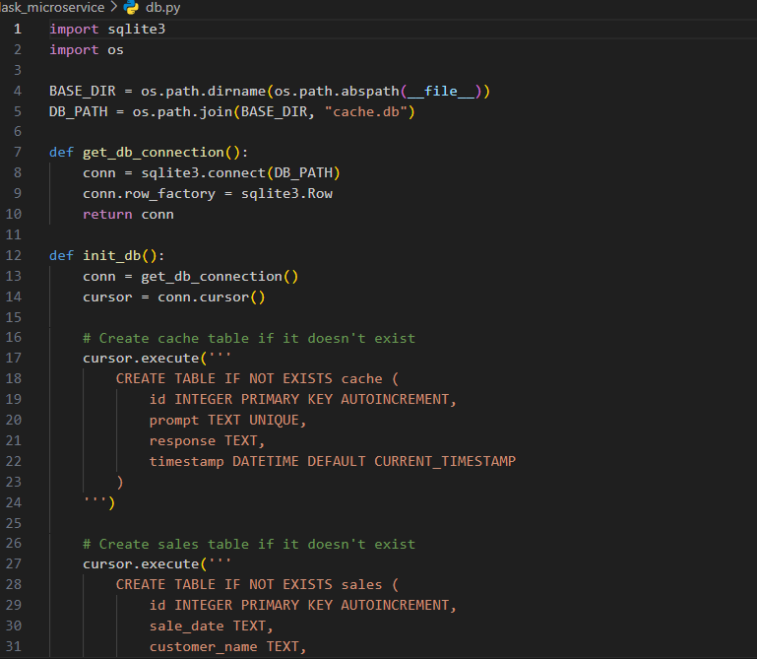 lask_microservice > db.py
1 import sqlite3
2 import os
3
4 BASE_DIR = os.path.dirname(os.path.abspath(__file__))
5 DB_PATH = os.path.join(BASE_DIR, "cache.db")
6
7 def get_db_connection():
8     conn = sqlite3.connect(DB_PATH)
9     conn.row_factory = sqlite3.Row
10     return conn
11
12 def init_db():
13     conn = get_db_connection()
14     cursor = conn.cursor()
15
16     # Create cache table if it doesn't exist
17     cursor.execute('''
18         CREATE TABLE IF NOT EXISTS cache (
19             id INTEGER PRIMARY KEY AUTOINCREMENT,
20             prompt TEXT UNIQUE,
21             response TEXT,
22             timestamp DATETIME DEFAULT CURRENT_TIMESTAMP
23         )
24     ''')
25
26     # Create sales table if it doesn't exist
27     cursor.execute('''
28         CREATE TABLE IF NOT EXISTS sales (
29             id INTEGER PRIMARY KEY AUTOINCREMENT,
30             sale_date TEXT,
31             customer_name TEXT,